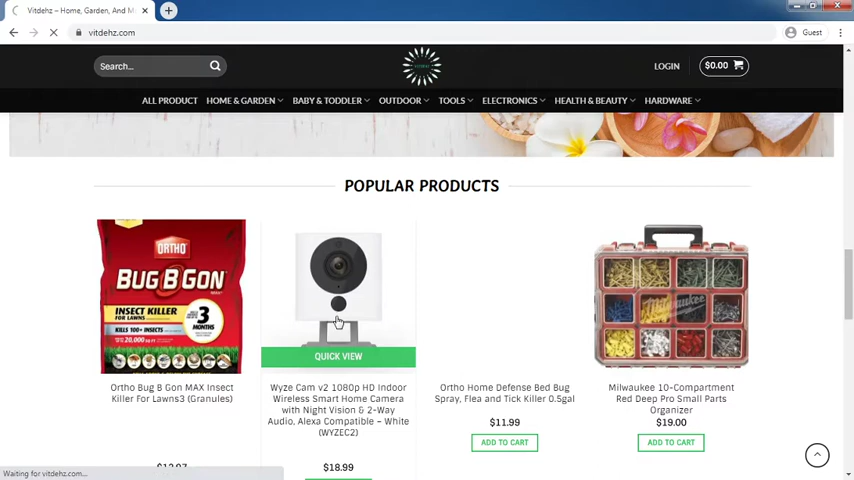 Vitdehz – Home, Garden, And M
vitdehz.com
Guest
Search...
VITDEHZ
LOGIN
$0.00
ALL PRODUCT
HOME & GARDEN
BABY & TODDLER
OUTDOOR
TOOLS
ELECTRONICS
HEALTH & BEAUTY
HARDWARE
POPULAR PRODUCTS
ORTHO
BUG B GON
INSECT KILLER
FOR LAWNS
KILLS 100+ INSECTS
3
MONTHS
Milwaukee
QUICK VIEW
Ortho Bug B Gon MAX Insect
Killer For Lawns3 (Granules)
Wyze Cam v2 1080p HD Indoor
Wireless Smart Home Camera
with Night Vision & 2-Way
Audio, Alexa Compatible – White
(WYZEC2)
$18.99
Ortho Home Defense Bed Bug
Spray, Flea and Tick Killer 0.5gal
$11.99
ADD TO CART
Milwaukee 10-Compartment
Red Deep Pro Small Parts
Organizer
$19.00
ADD TO CART
Waiting for vitdehz.com...